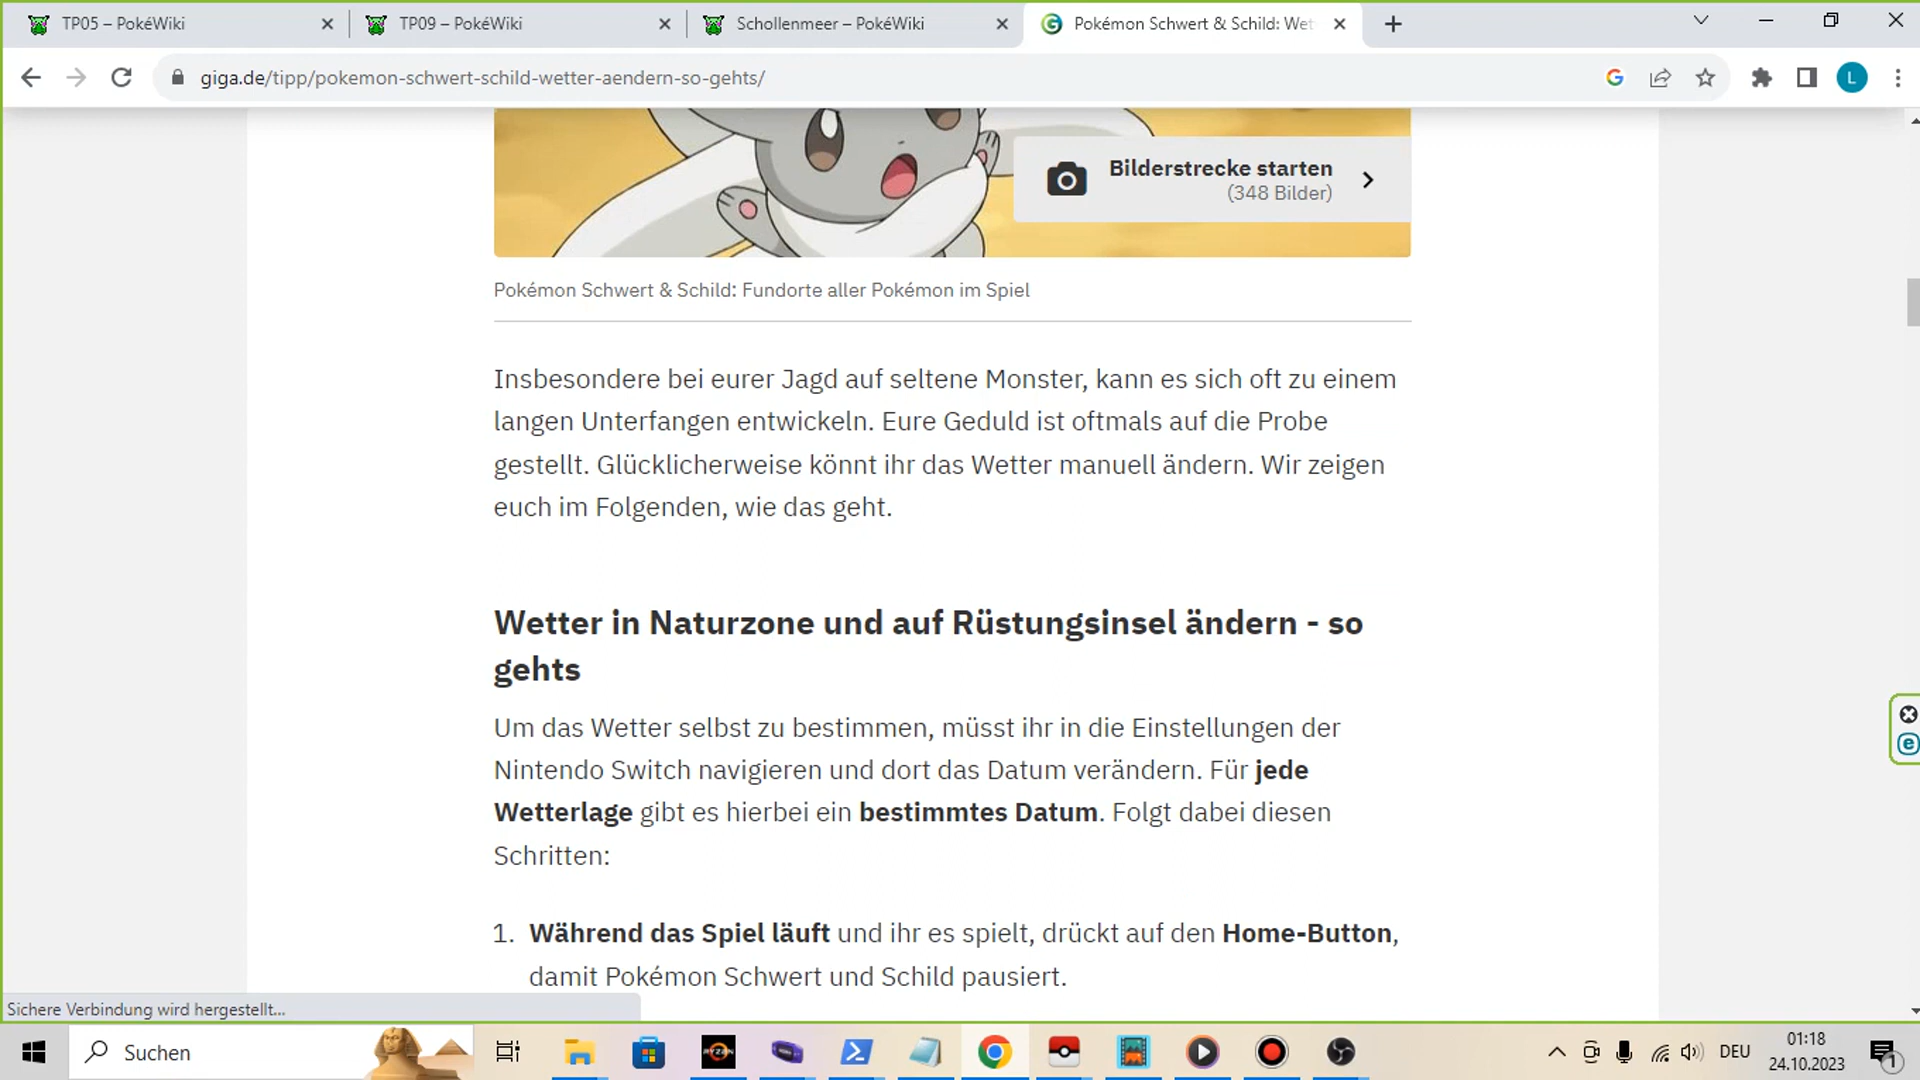 TP05 – PokéWiki
TP09 – PokéWiki
Schollenmeer – PokéWiki
Pokémon Schwert & Schild: Wet
giga.de/tipp/pokemon-schwert-schild-wetter-aendern-so-gehts/
L
Bilderstrecke starten
(348 Bilder)
Pokémon Schwert & Schild: Fundorte aller Pokémon im Spiel
Insbesondere bei eurer Jagd auf seltene Monster, kann es sich oft zu einem
langen Unterfangen entwickeln. Eure Geduld ist oftmals auf die Probe
gestellt. Glücklicherweise könnt ihr das Wetter manuell ändern. Wir zeigen
euch im Folgenden, wie das geht.
Wetter in Naturzone und auf Rüstungsinsel ändern - so
gehts
Um das Wetter selbst zu bestimmen, müsst ihr in die Einstellungen der
Nintendo Switch navigieren und dort das Datum verändern. Für jede
Wetterlage gibt es hierbei ein bestimmtes Datum. Folgt dabei diesen
Schritten:
1. Während das Spiel läuft und ihr es spielt, drückt auf den Home-Button,
damit Pokémon Schwert und Schild pausiert.
Sichere Verbindung wird hergestellt...
Suchen
RYZEN
DEU
01:18
24.10.2023
1